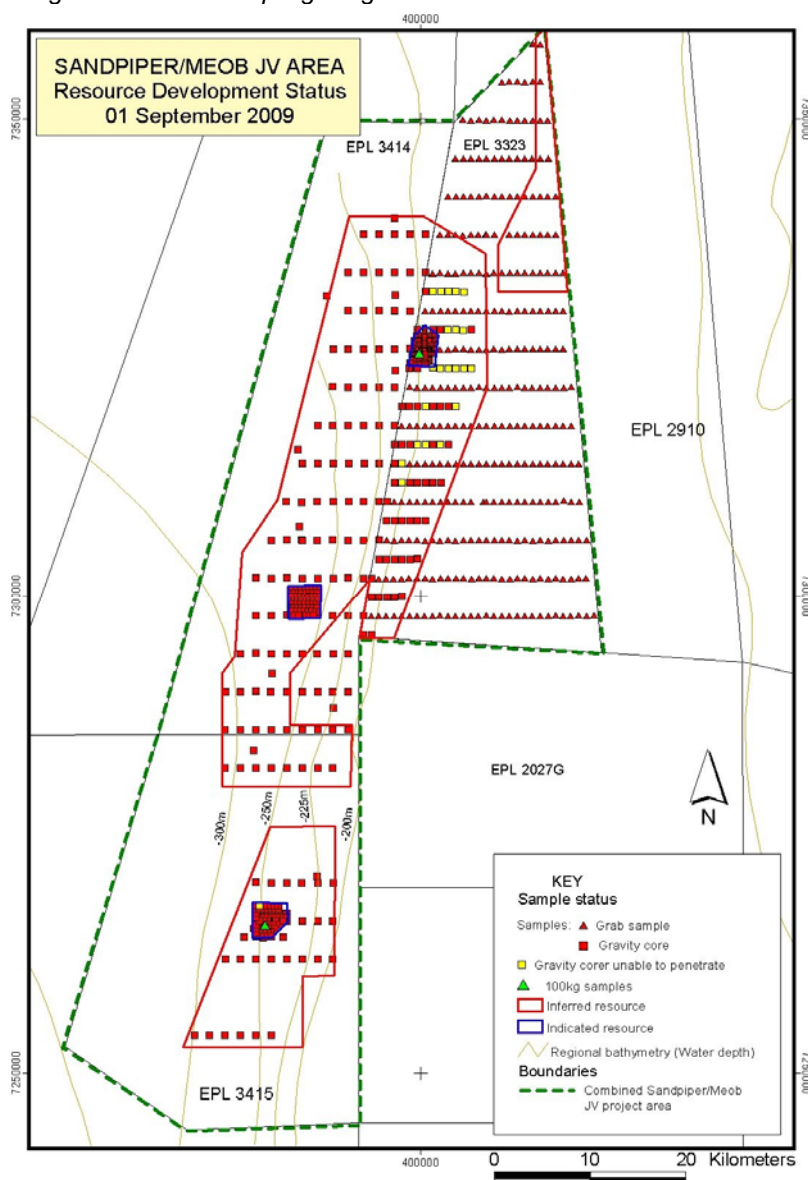 400000
SANDPIPER/MEOB JV AREA
Resource Development Status
01 September 2009
7350000
EPL 3414
EPL 3323
EPL 2910
7300000
EPL 2027G
-300m
-250m
-225m
-200m
N
KEY
Sample status
Samples:
Grab sample
Gravity core
Gravity corer unable to penetrate
100kg samples
Inferred resource
Indicated resource
Regional bathymetry (Water depth)
Boundaries
Combined Sandpiper/Meob
JV project area
7250000
EPL 3415
400000
0 10 20 Kilometers